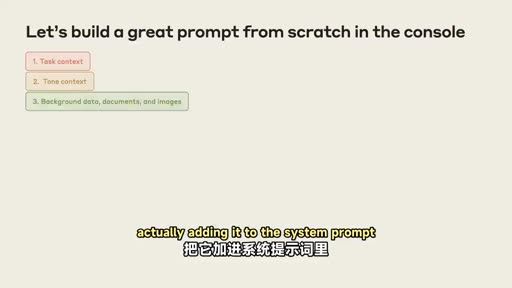 Let's build a great prompt from scratch in the console
1. Task context
2. Tone context
3. Background data, documents, and images
actually adding it to the system prompt
把它加进系统提示词里